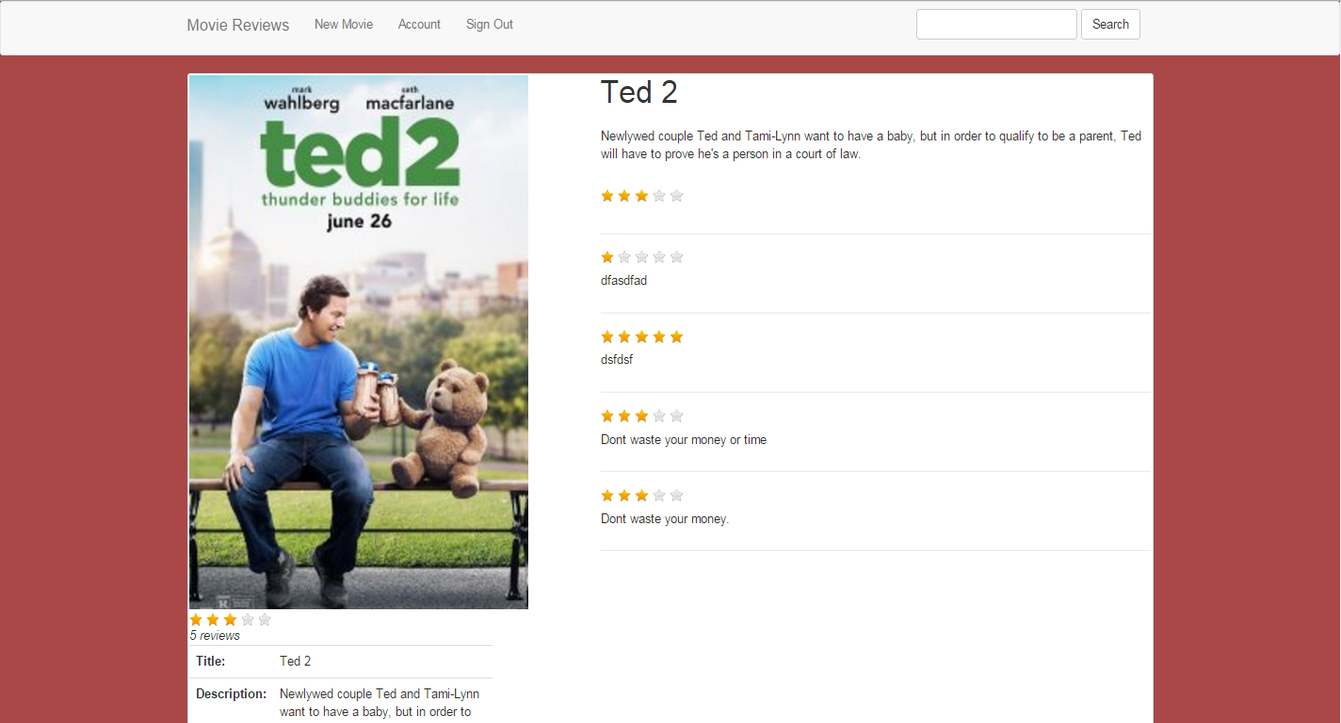 Movie Reviews New Movie Account Sign Out Search
mark seth
wahlberg macfarlane
ted2
thunder buddies for life
june 26
5 reviews
Title: Ted 2
Description: Newlywed couple Ted and Tami-Lynn
want to have a baby, but in order to
Ted 2
Newlywed couple Ted and Tami-Lynn want to have a baby, but in order to qualify to be a parent, Ted
will have to prove he's a person in a court of law.
dfasdfad
dsfdsf
Dont waste your money or time
Dont waste your money.